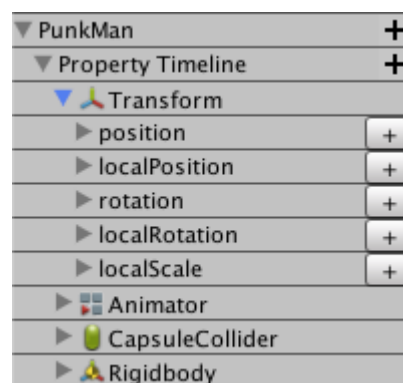 PunkMan +
Property Timeline +
Transform
position +
localPosition +
rotation +
localRotation +
localScale +
Animator
CapsuleCollider
Rigidbody